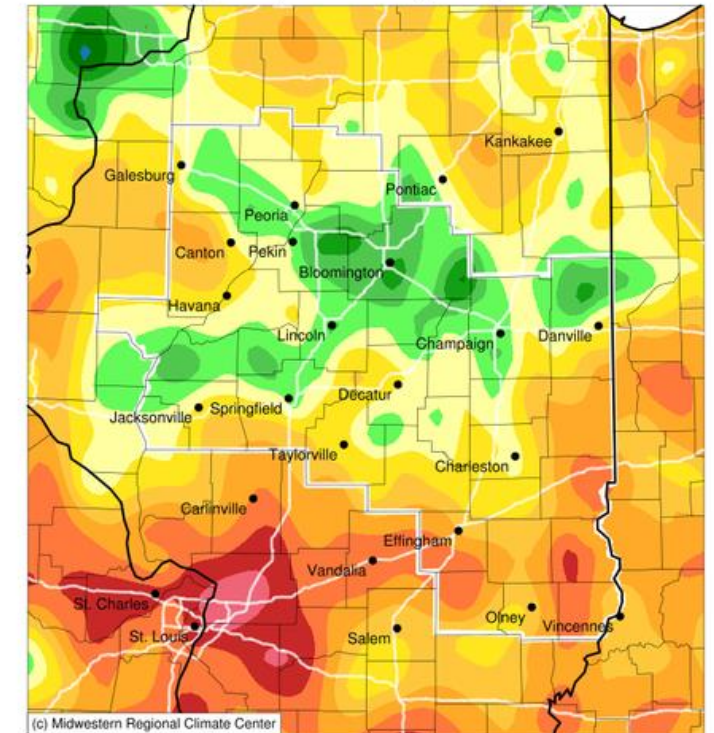 Kankakee
Galesburg
Pontiac
Peoria
Canton
Pekin
Bloomington
Havana
Lincoln
Champaign
Danville
Decatur
Jacksonville
Springfield
Taylorville
Charleston
Carlinville
Effingham
Vandalia
St. Charles
Olney
Vincennes
St. Louis
Salem
(c) Midwestern Regional Climate Center